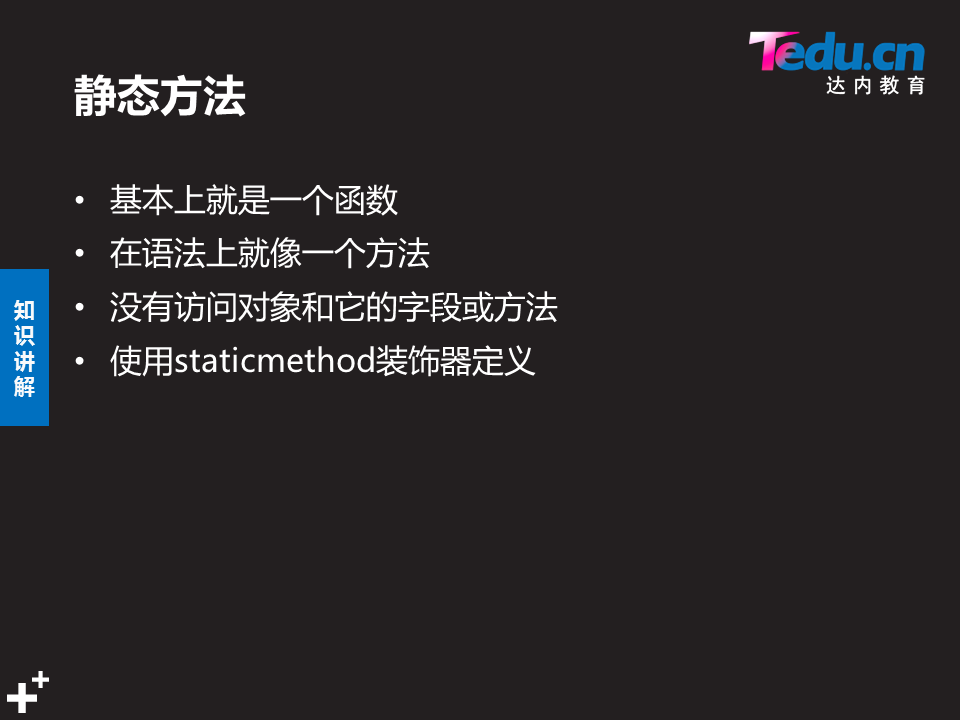 Tedu.cn
达内教育
静态方法
• 基本上就是一个函数
• 在语法上就像一个方法
• 没有访问对象和它的字段或方法
• 使用staticmethod装饰器定义
知
识
讲
解